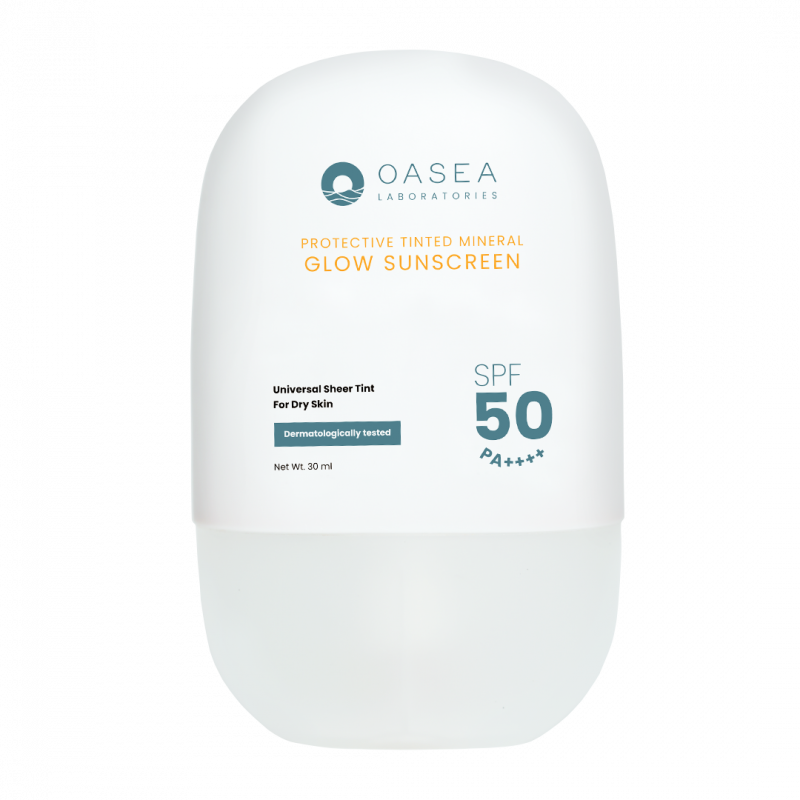 OASEA
LABORATORIES
PROTECTIVE TINTED MINERAL
GLOW SUNSCREEN
Universal Sheer Tint
For Dry Skin
Dermatologically tested
Net Wt. 30 ml
SPF
50
PA++++